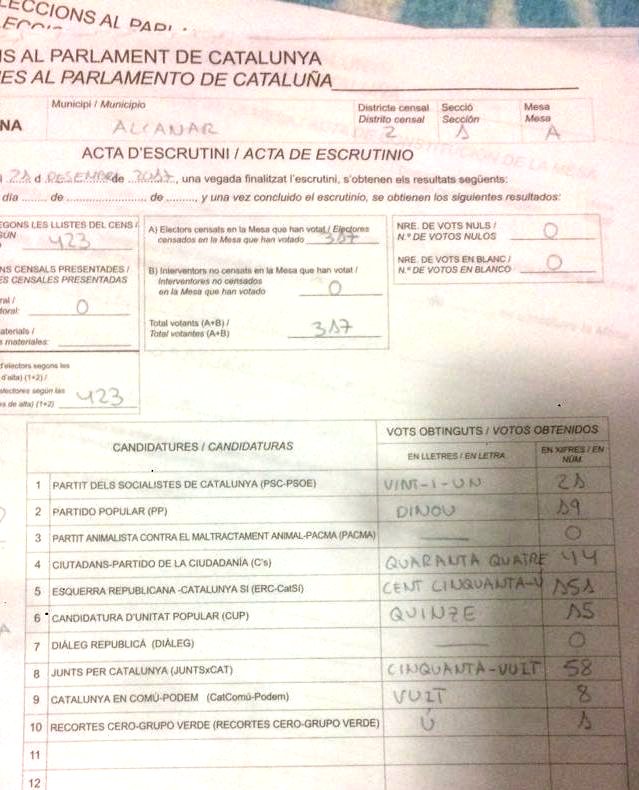 LECCIONS AL PARL
IS AL PARLAMENT DE CATALUNYA
ES AL PARLAMENTO DE CATALUÑA
Municipi / Municipio
Districte censal
Distrito censal
Secció
Sección
Mesa
Mesa
NA
ALCANAR
2
1
A
ACTA D'ESCRUTINI / ACTA DE ESCRUTINIO
21 d DESEMBRE de 2017, una vegada finalitzat l'escrutini, s'obtenen els resultats següents:
día ........ de ........ de ........, y una vez concluido el escrutinio, se obtienen los siguientes resultados:
EGONS LES LLISTES DEL CENS /
GÚN
423
NS CENSALS PRESENTADES /
ES CENSALES PRESENTADAS
ral /
toral:
0
aterials /
s materiales:
d'electors segons les
d'alta) (1+2) /
electores según las
es de alta) (1+2)
423
A) Electors censats en la Mesa que han votat / Electores
censados en la Mesa que han votado
317
B) Interventors no censats en la Mesa que han votat /
Interventores no censados
en la Mesa que han votado
0
Total votants (A+B) /
Total votantes (A+B)
317
NRE. DE VOTS NULS /
N.º DE VOTOS NULOS
0
NRE. DE VOTS EN BLANC /
N.º DE VOTOS EN BLANCO
0
CANDIDATURES / CANDIDATURAS
VOTS OBTINGUTS / VOTOS OBTENIDOS
EN LLETRES / EN LETRA
EN XIFRES / EN
NÚM.
1 PARTIT DELS SOCIALISTES DE CATALUNYA (PSC-PSOE) VINT-I-UN 21
2 PARTIDO POPULAR (PP) DINOU 19
3 PARTIT ANIMALISTA CONTRA EL MALTRACTAMENT ANIMAL-PACMA (PACMA) 0
4 CIUTADANS-PARTIDO DE LA CIUDADANÍA (C's) QUARANTA QUATRE 44
5 ESQUERRA REPUBLICANA -CATALUNYA SÍ (ERC-CatSí) CENT CINQUANTA-U 151
6 CANDIDATURA D'UNITAT POPULAR (CUP) QUINZE 15
7 DIÀLEG REPUBLICÀ (DIÀLEG) 0
8 JUNTS PER CATALUNYA (JUNTSxCAT) CINQUANTA-VUIT 58
9 CATALUNYA EN COMÚ-PODEM (CatComú-Podem) VUIT 8
10 RECORTES CERO-GRUPO VERDE (RECORTES CERO-GRUPO VERDE) Ú 1
11
12